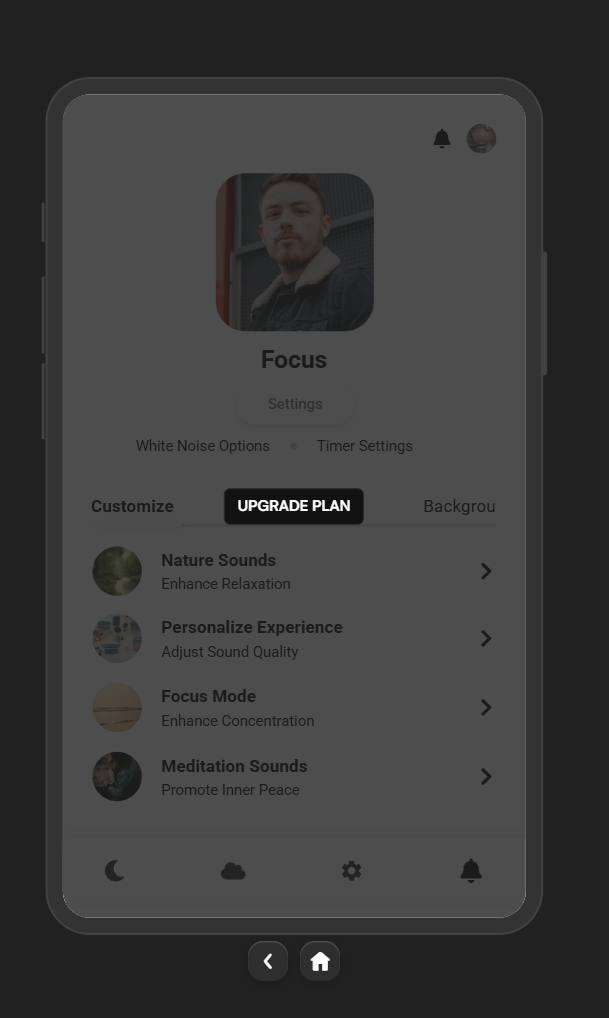 Focus
Settings
White Noise Options Timer Settings
Customize UPGRADE PLAN Backgrou
Nature Sounds
Enhance Relaxation
Personalize Experience
Adjust Sound Quality
Focus Mode
Enhance Concentration
Meditation Sounds
Promote Inner Peace